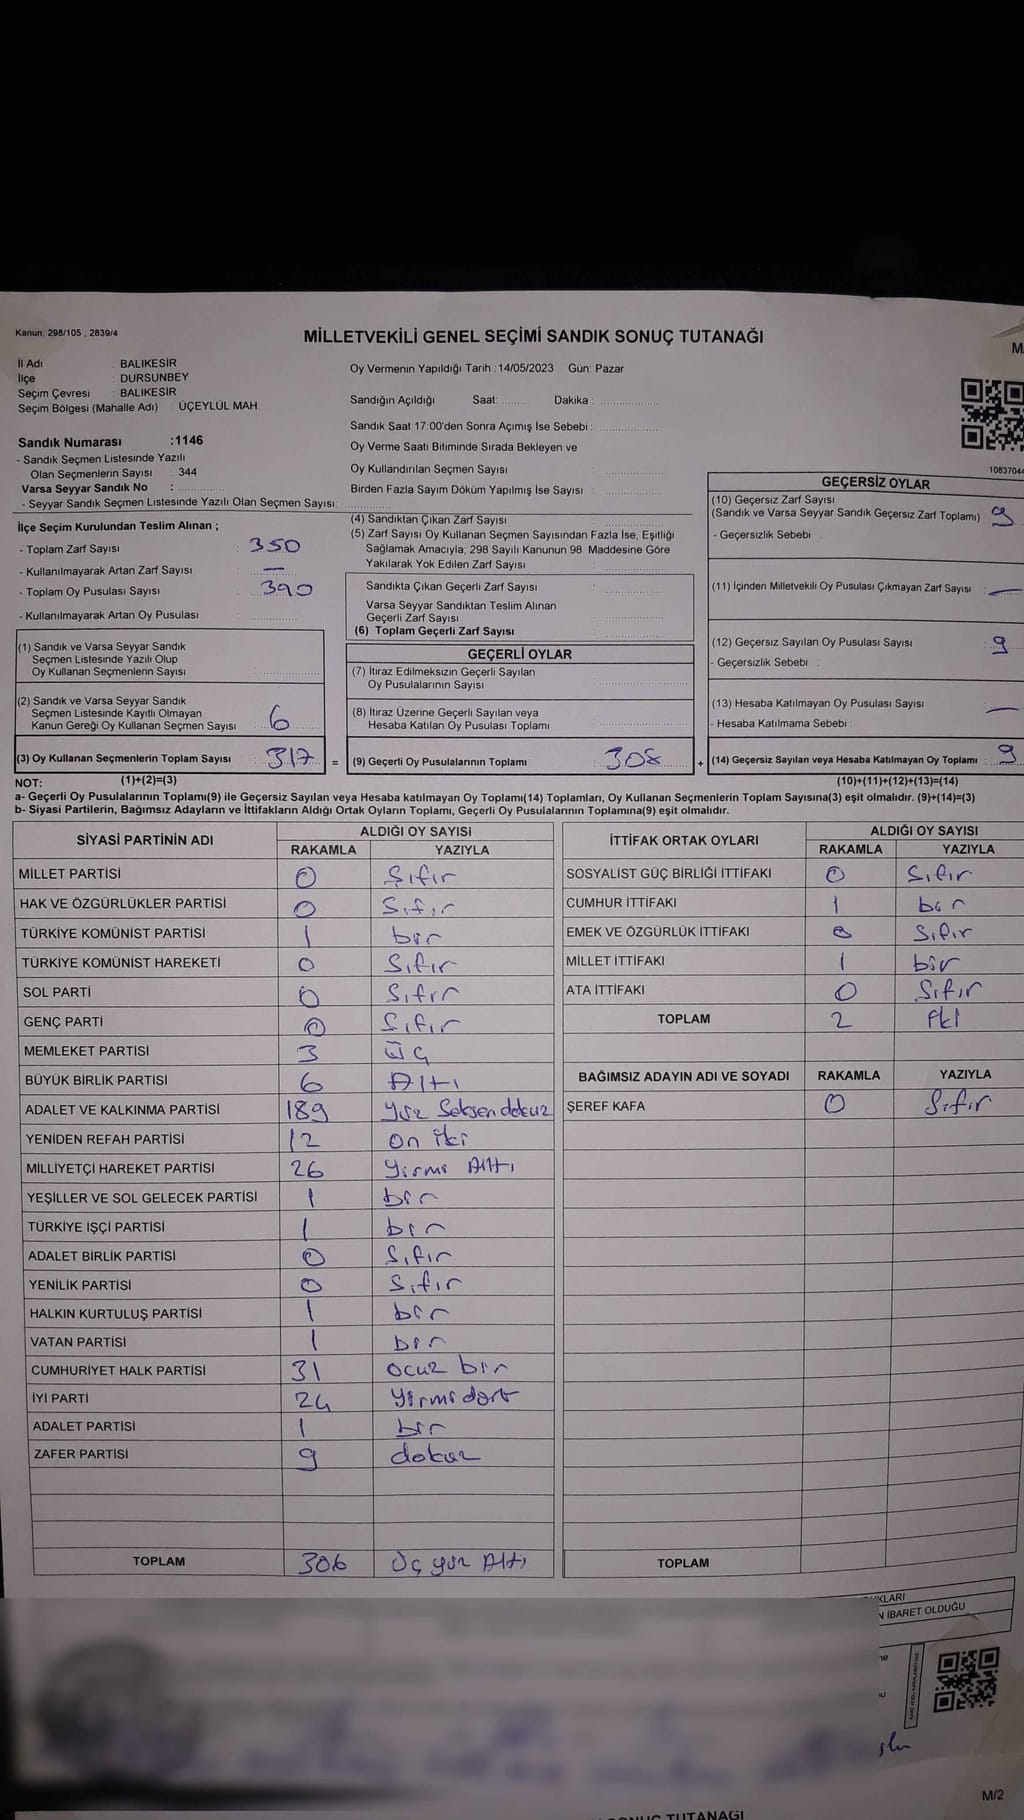 Kanun, 298/105 , 2839/4
MİLLETVEKİLİ GENEL SEÇİMİ SANDIK SONUÇ TUTANAĞI
İl Adı : BALIKESİR
İlçe : DURSUNBEY
Seçim Çevresi : BALIKESİR
Seçim Bölgesi (Mahalle Adı) : ÜÇEYLÜL MAH.
Sandık Numarası :1146
- Sandık Seçmen Listesinde Yazılı
Olan Seçmenlerin Sayısı : 344
Varsa Seyyar Sandık No :
- Seyyar Sandık Seçmen Listesinde Yazılı Olan Seçmen Sayısı:
İlçe Seçim Kurulundan Teslim Alınan ;
- Toplam Zarf Sayısı : 350
- Kullanılmayarak Artan Zarf Sayısı : —
- Toplam Oy Pusulası Sayısı : 390
- Kullanılmayarak Artan Oy Pusulası :
(1) Sandık ve Varsa Seyyar Sandık
Seçmen Listesinde Yazılı Olup
Oy Kullanan Seçmenlerin Sayısı :
(2) Sandık ve Varsa Seyyar Sandık
Seçmen Listesinde Kayıtlı Olmayan
Kanun Gereği Oy Kullanan Seçmen Sayısı : 6
(3) Oy Kullanan Seçmenlerin Toplam Sayısı : 317
Oy Vermenin Yapıldığı Tarih :14/05/2023 Gün: Pazar
Sandığın Açıldığı Saat: Dakika :
Sandık Saat 17:00'den Sonra Açımış İse Sebebi :
Oy Verme Saati Bitiminde Sırada Bekleyen ve
Oy Kullandırılan Seçmen Sayısı :
Birden Fazla Sayım Döküm Yapılmış İse Sayısı :
(4) Sandıktan Çıkan Zarf Sayısı :
(5) Zarf Sayısı Oy Kullanan Seçmen Sayısından Fazla İse, Eşitliği
Sağlamak Amacıyla, 298 Sayılı Kanunun 98. Maddesine Göre
Yakılarak Yok Edilen Zarf Sayısı :
Sandıkta Çıkan Geçerli Zarf Sayısı :
Varsa Seyyar Sandıktan Teslim Alınan
Geçerli Zarf Sayısı :
(6) Toplam Geçerli Zarf Sayısı :
GEÇERLİ OYLAR
(7) İtiraz Edilmeksizin Geçerli Sayılan
Oy Pusulalarının Sayısı :
(8) İtiraz Üzerine Geçerli Sayılan veya
Hesaba Katılan Oy Pusulası Toplamı :
= (9) Geçerli Oy Pusulalarının Toplamı : 308
M
1083704
GEÇERSİZ OYLAR
(10) Geçersiz Zarf Sayısı
(Sandık ve Varsa Seyyar Sandık Geçersiz Zarf Toplamı) : 9
- Geçersizlik Sebebi :
(11) İçinden Milletvekili Oy Pusulası Çıkmayan Zarf Sayısı : —
(12) Geçersiz Sayılan Oy Pusulası Sayısı : 9
- Geçersizlik Sebebi :
(13) Hesaba Katılmayan Oy Pusulası Sayısı : —
- Hesaba Katılmama Sebebi :
+ (14) Geçersiz Sayılan veya Hesaba Katılmayan Oy Toplamı : 9
NOT: (1)+(2)=(3) (10)+(11)+(12)+(13)=(14)
a- Geçerli Oy Pusulalarının Toplamı(9) ile Geçersiz Sayılan veya Hesaba katılmayan Oy Toplamı(14) Toplamları, Oy Kullanan Seçmenlerin Toplam Sayısına(3) eşit olmalıdır. (9)+(14)=(3)
b- Siyasi Partilerin, Bağımsız Adayların ve İttifakların Aldığı Ortak Oyların Toplamı, Geçerli Oy Pusulalarının Toplamına(9) eşit olmalıdır.
SİYASİ PARTİNİN ADI ALDIĞI OY SAYISI
RAKAMLA YAZIYLA
MİLLET PARTİSİ 0 Sıfır
HAK VE ÖZGÜRLÜKLER PARTİSİ 0 Sıfır
TÜRKİYE KOMÜNİST PARTİSİ 1 bir
TÜRKİYE KOMÜNİST HAREKETİ 0 Sıfır
SOL PARTİ 0 Sıfır
GENÇ PARTİ 0 Sıfır
MEMLEKET PARTİSİ 3 Üç
BÜYÜK BİRLİK PARTİSİ 6 Altı
ADALET VE KALKINMA PARTİSİ 189 Yüz Seksen dokuz
YENİDEN REFAH PARTİSİ 12 on iki
MİLLİYETÇİ HAREKET PARTİSİ 26 Yirmi Altı
YEŞİLLER VE SOL GELECEK PARTİSİ 1 bir
TÜRKİYE İŞÇİ PARTİSİ 1 bir
ADALET BİRLİK PARTİSİ 0 Sıfır
YENİLİK PARTİSİ 0 Sıfır
HALKIN KURTULUŞ PARTİSİ 1 bir
VATAN PARTİSİ 1 bir
CUMHURİYET HALK PARTİSİ 31 ocuz bir
İYİ PARTİ 24 Yirmi dört
ADALET PARTİSİ 1 bir
ZAFER PARTİSİ 9 dokuz
TOPLAM 306 Üç yüz Altı
İTTİFAK ORTAK OYLARI ALDIĞI OY SAYISI
RAKAMLA YAZIYLA
SOSYALİST GÜÇ BİRLİĞİ İTTİFAKI 0 Sıfır
CUMHUR İTTİFAKI 1 bir
EMEK VE ÖZGÜRLÜK İTTİFAKI 0 Sıfır
MİLLET İTTİFAKI 1 bir
ATA İTTİFAKI 0 Sıfır
TOPLAM 2 İki
BAĞIMSIZ ADAYIN ADI VE SOYADI RAKAMLA YAZIYLA
ŞEREF KAFA 0 Sıfır
TOPLAM
KLARI
N İBARET OLDUĞU
M/2
SONUÇ TUTANAĞI